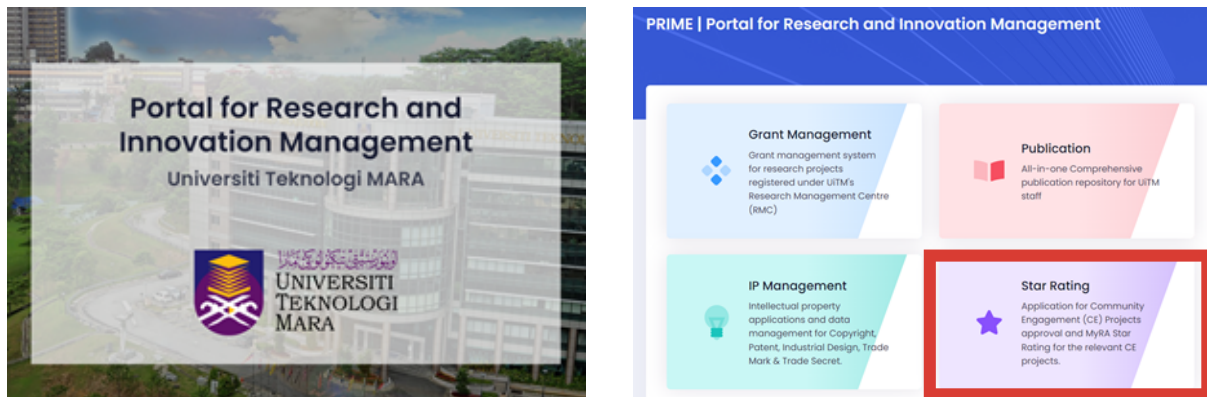 Portal for Research and
Innovation Management
Universiti Teknologi MARA
UNIVERSITI
TEKNOLOGI
MARA
PRIME | Portal for Research and Innovation Management
Grant Management
Grant management system
for research projects
registered under UiTM's
Research Management Centre
(RMC)
Publication
All-in-one Comprehensive
publication repository for UiTM
staff
IP Management
Intellectual property
applications and data
management for Copyright,
Patent, Industrial Design, Trade
Mark & Trade Secret.
Star Rating
Application for Community
Engagement (CE) Projects
approval and MyRA Star
Rating for the relevant CE
projects.